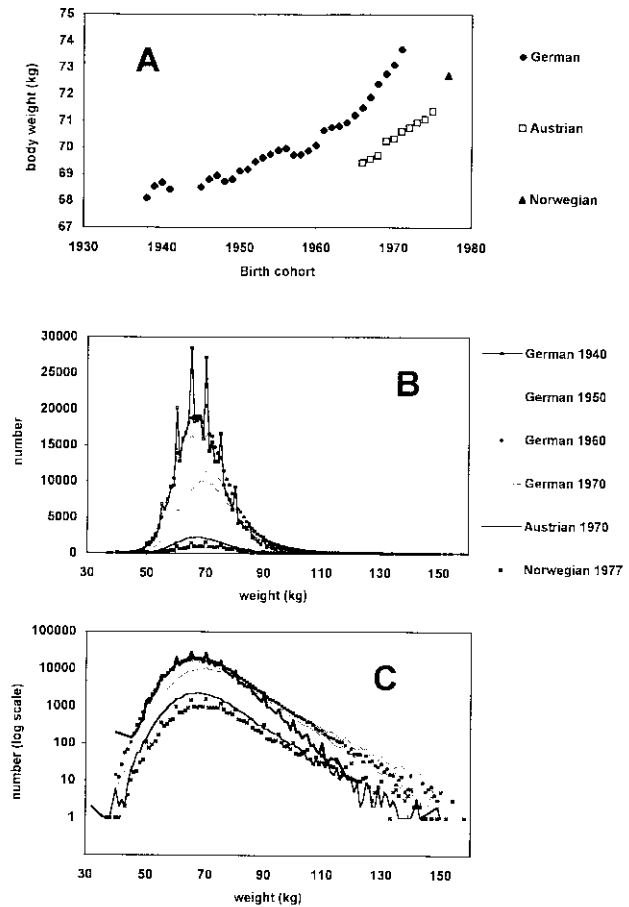 75
74
73
72
71
70
69
68
67
body weight (kg)
A
1930 1940 1950 1960 1970 1980
Birth cohort
German
Austrian
Norwegian
30000
25000
20000
15000
10000
5000
0
number
B
30 50 70 90 110 130 150
weight (kg)
German 1940
German 1950
German 1960
German 1970
Austrian 1970
Norwegian 1977
100000
10000
1000
100
10
1
number (log scale)
C
30 50 70 90 110 130 150
weight (kg)